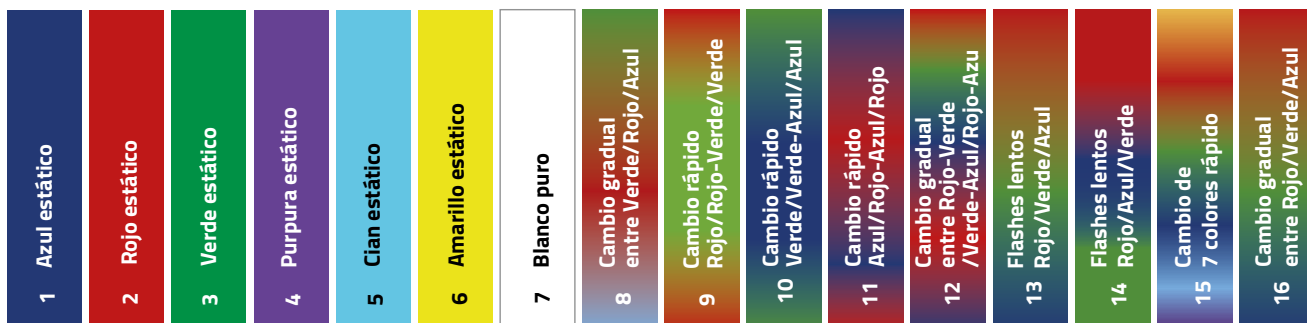 1 Azul estático
2 Rojo estático
3 Verde estático
4 Purpura estático
5 Cian estático
6 Amarillo estático
7 Blanco puro
8 Cambio gradual
entre Verde/Rojo/Azul
9 Cambio rápido
Rojo/Rojo-Verde/Verde
10 Cambio rápido
Verde/Verde-Azul/Azul
11 Cambio rápido
Azul/Rojo-Azul/Rojo
12 Cambio gradual
entre Rojo-Verde
/Verde-Azul/Rojo-Azu
13 Flashes lentos
Rojo/Verde/Azul
14 Flashes lentos
Rojo/Azul/Verde
15 Cambio de
7 colores rápido
16 Cambio gradual
entre Rojo/Verde/Azul